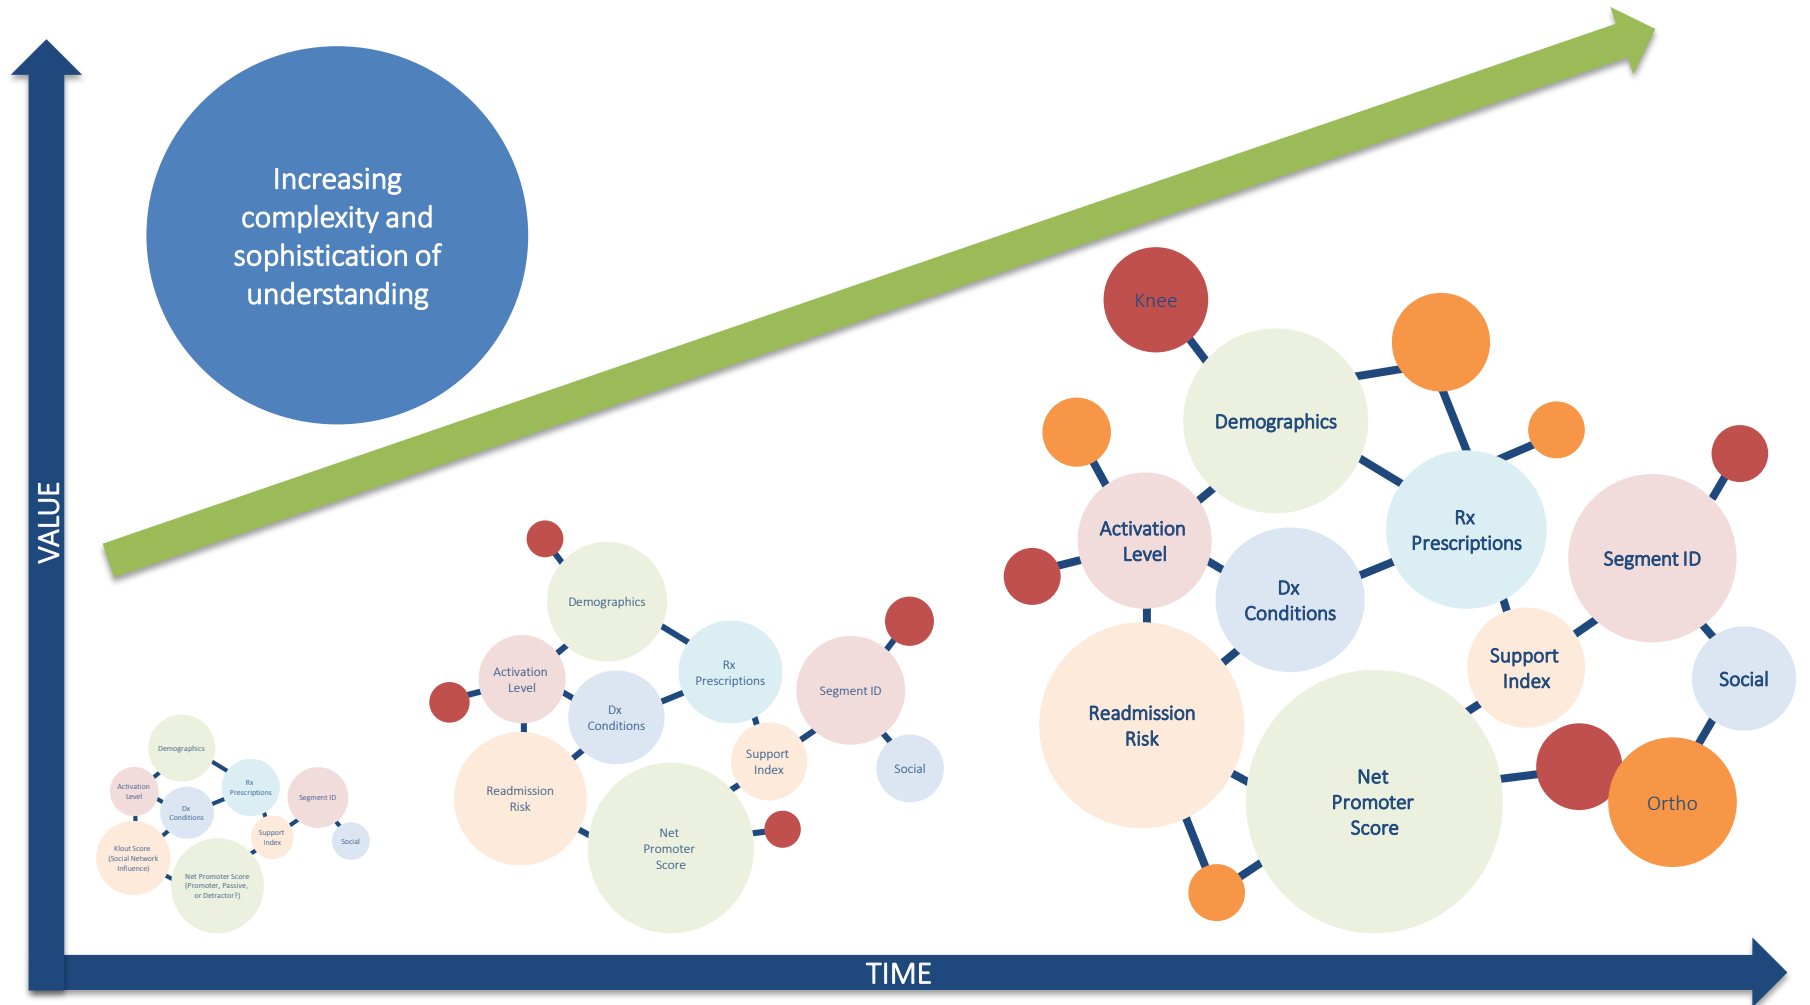 Increasing
complexity and
sophistication of
understanding
VALUE
TIME
Demographics
Activation
Level
Rx
Prescriptions
Dx
Conditions
Segment ID
Support
Index
Social
Klout Score
(Social Network
Influence)
Net Promoter Score
(Promoter, Passive,
or Detractor?)
Demographics
Activation
Level
Rx
Prescriptions
Dx
Conditions
Segment ID
Support
Index
Social
Readmission
Risk
Net
Promoter
Score
Knee
Demographics
Activation
Level
Rx
Prescriptions
Dx
Conditions
Segment ID
Support
Index
Social
Readmission
Risk
Net
Promoter
Score
Ortho